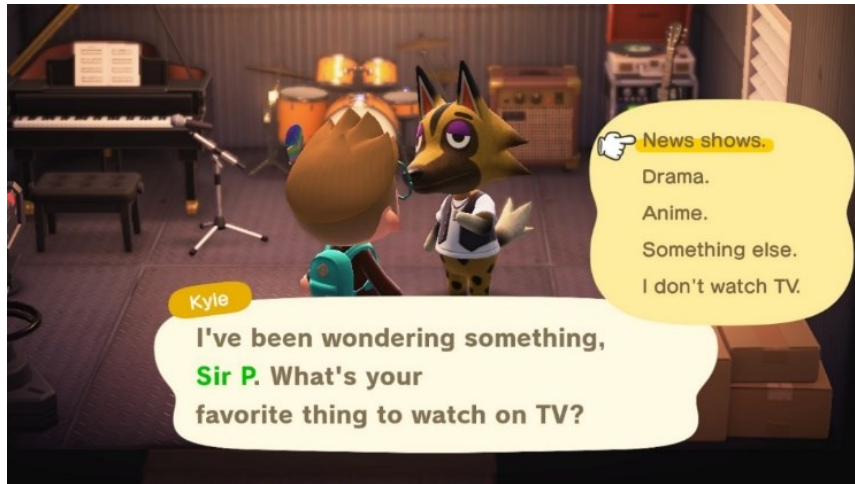 Kyle
I've been wondering something,
Sir P. What's your
favorite thing to watch on TV?
News shows.
Drama.
Anime.
Something else.
I don't watch TV.